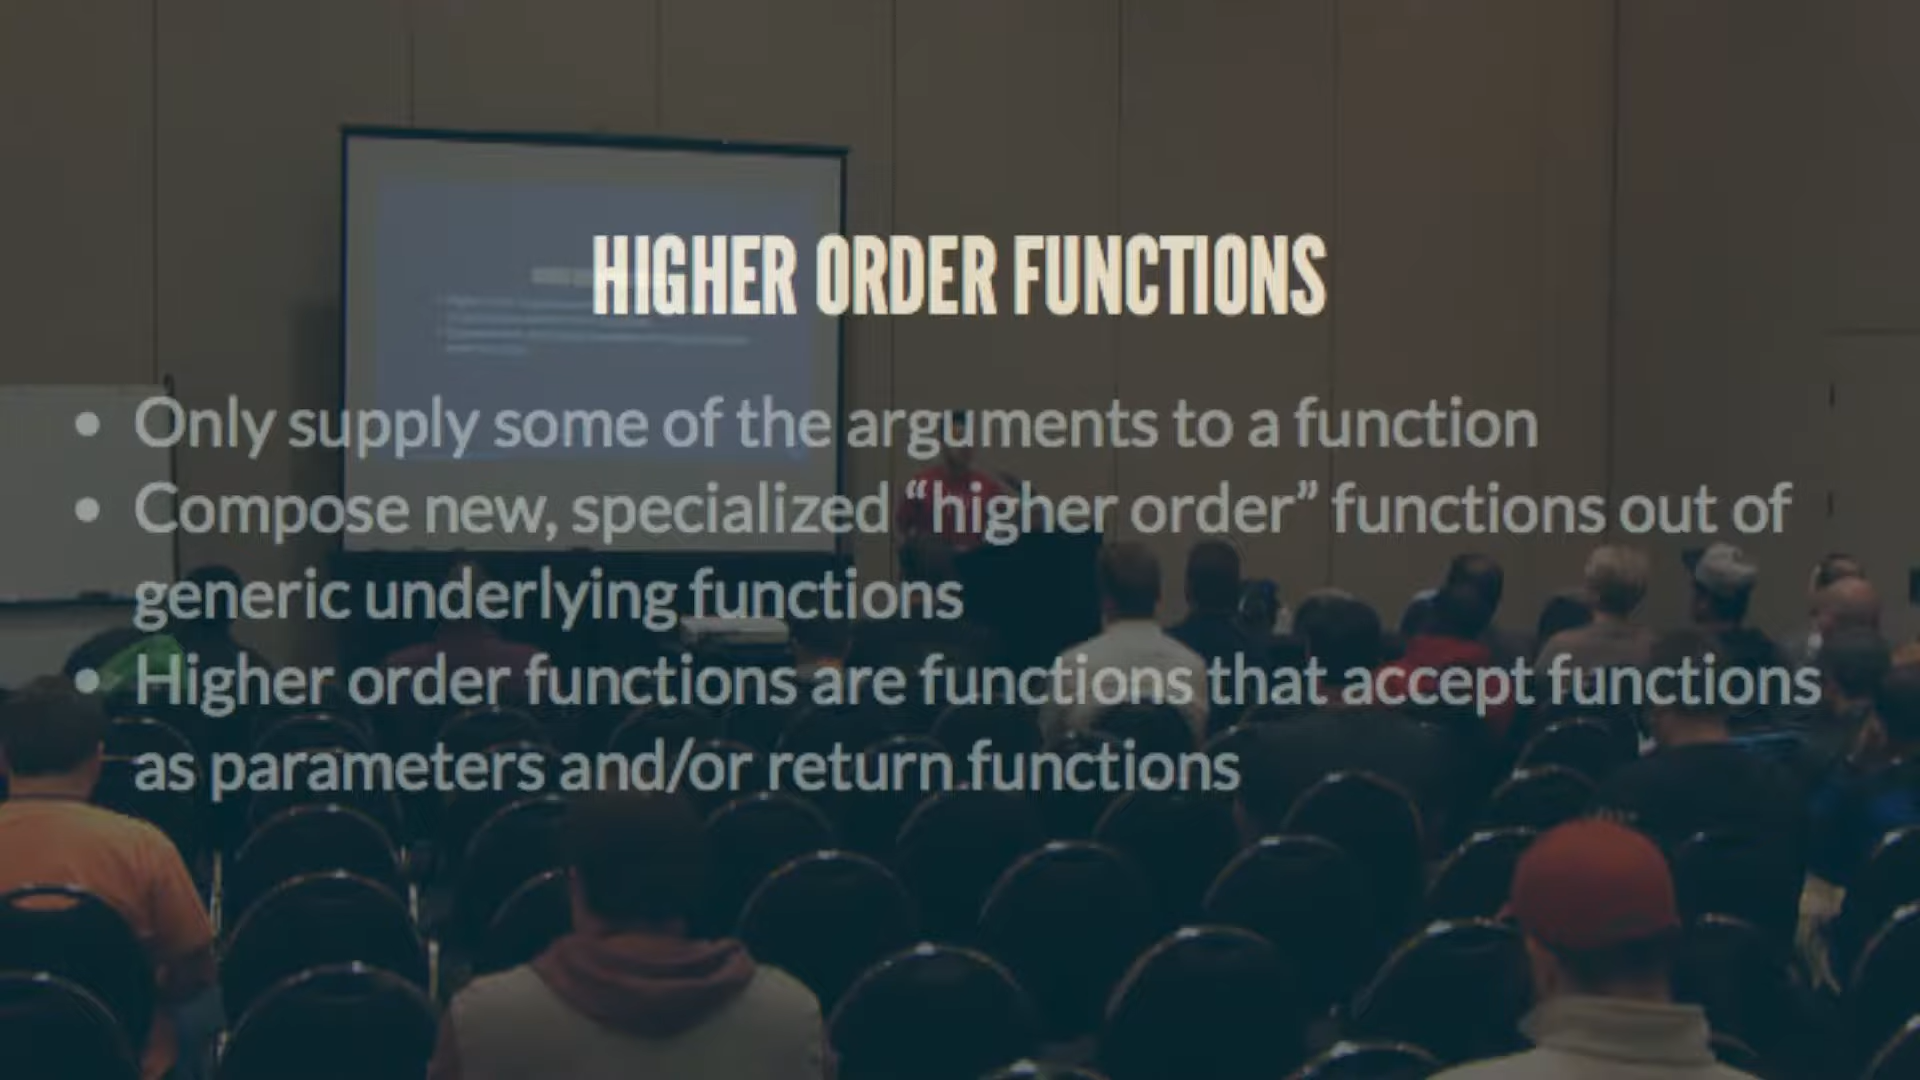 HIGHER ORDER FUNCTIONS
• Only supply some of the arguments to a function
• Compose new, specialized “higher order” functions out of
generic underlying functions
• Higher order functions are functions that accept functions
as parameters and/or return functions